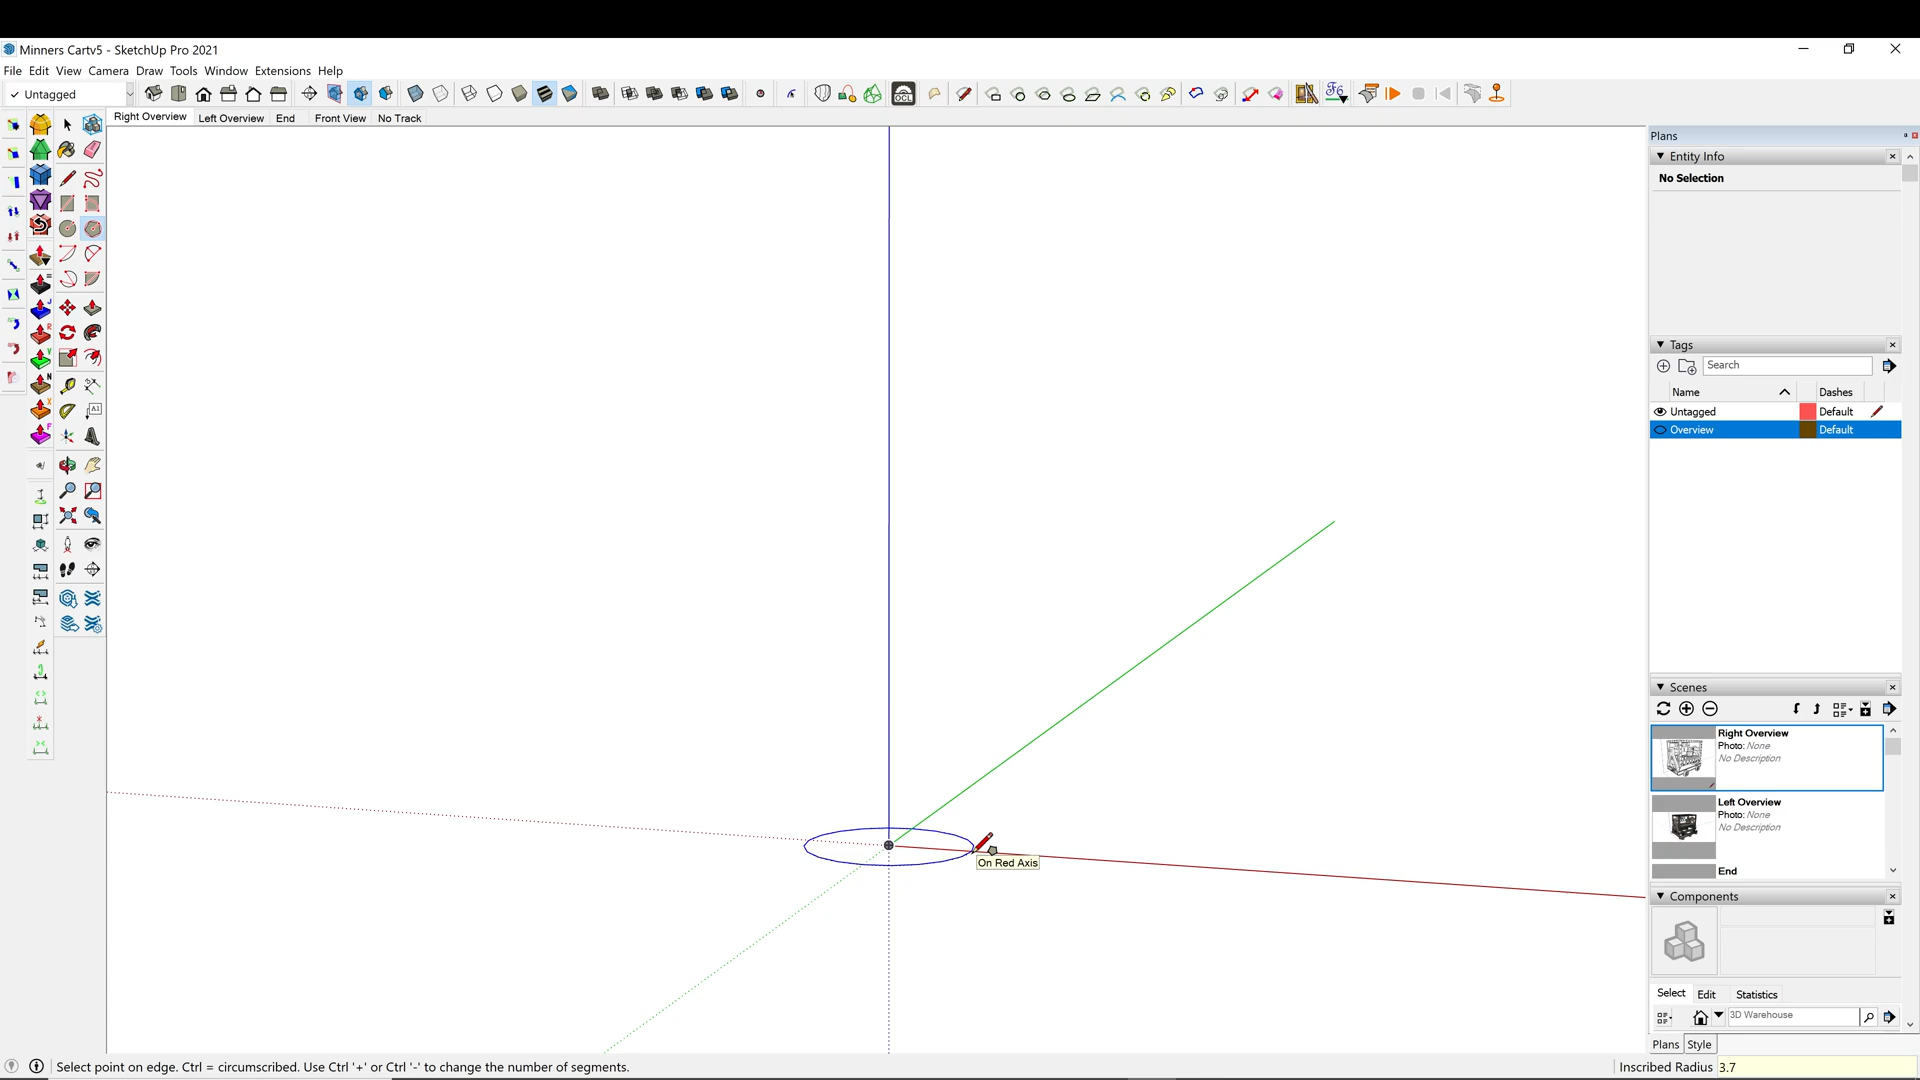 Minners Cartv5 - SketchUp Pro 2021
File Edit View Camera Draw Tools Window Extensions Help
✓ Untagged
OCL
Right Overview Left Overview End Front View No Track
Plans
Entity Info
No Selection
Tags
Search
Name Dashes
Untagged Default
Overview Default
Scenes
Right Overview
Photo: None
No Description
Left Overview
Photo: None
No Description
End
Components
Select Edit Statistics
3D Warehouse
Plans Style
On Red Axis
Select point on edge. Ctrl = circumscribed. Use Ctrl '+' or Ctrl '-' to change the number of segments.
Inscribed Radius 3.7